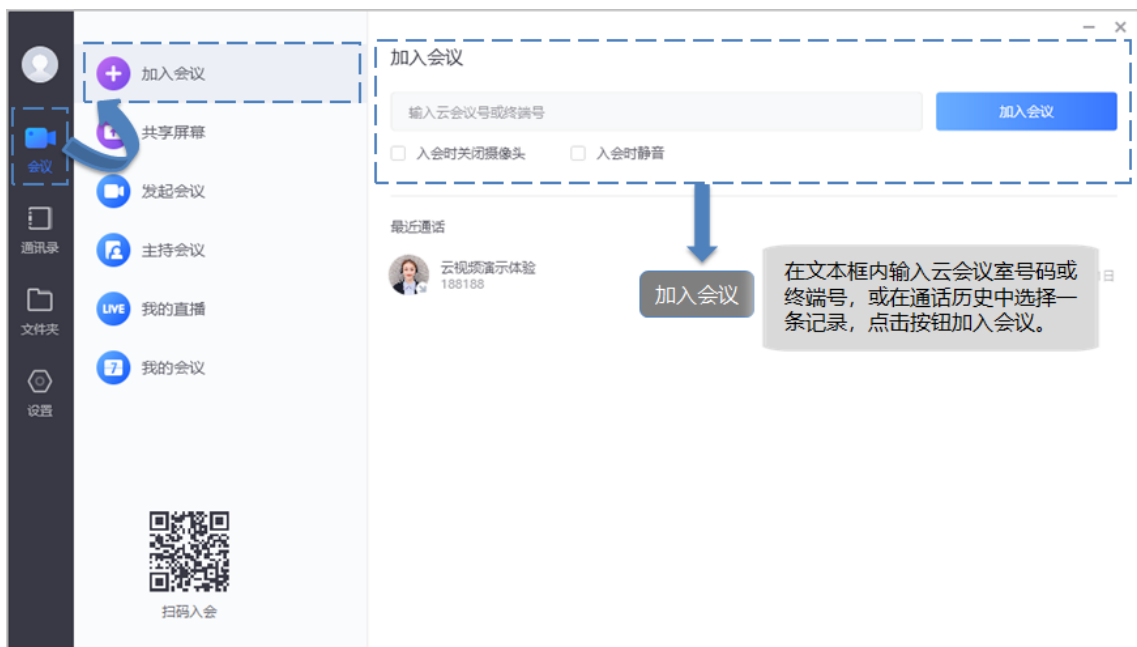 会议
通讯录
文件夹
设置
加入会议
共享屏幕
发起会议
主持会议
LIVE
我的直播
7
我的会议
扫码入会
加入会议
输入云会议号或终端号
加入会议
入会时关闭摄像头
入会时静音
最近通话
云视频演示体验
188188
日
加入会议
在文本框内输入云会议室号码或
终端号，或在通话历史中选择一
条记录，点击按钮加入会议。